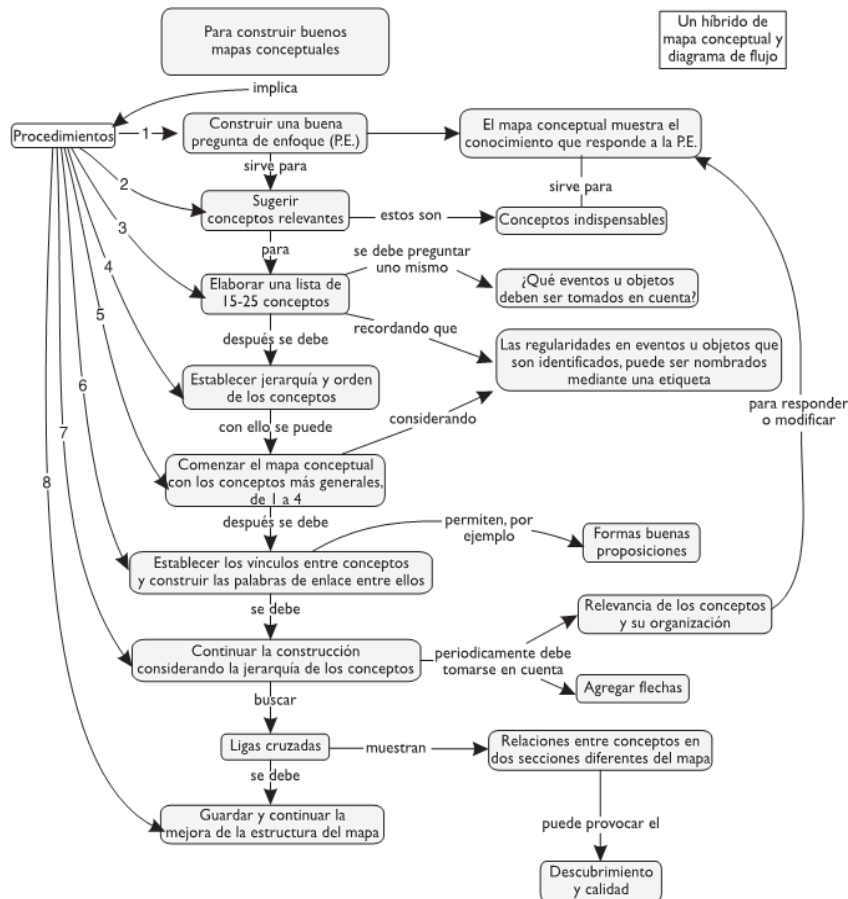 Para construir buenos
mapas conceptuales
Un híbrido de
mapa conceptual y
diagrama de flujo
implica
Procedimientos
1
Construir una buena
pregunta de enfoque (P.E.)
El mapa conceptual muestra el
conocimiento que responde a la P.E.
sirve para
sirve para
2
Sugerir
conceptos relevantes
estos son
Conceptos indispensables
3
para
se debe preguntar
uno mismo
4
Elaborar una lista de
15-25 conceptos
¿Qué eventos u objetos
deben ser tomados en cuenta?
5
después se debe
recordando que
Las regularidades en eventos u objetos que
son identificados, puede ser nombrados
mediante una etiqueta
6
Establecer jerarquía y orden
de los conceptos
para responder
o modificar
7
con ello se puede
considerando
8
Comenzar el mapa conceptual
con los conceptos más generales,
de 1 a 4
después se debe
permiten, por
ejemplo
Formas buenas
proposiciones
Establecer los vínculos entre conceptos
y construir las palabras de enlace entre ellos
se debe
Relevancia de los conceptos
y su organización
Continuar la construcción
considerando la jerarquía de los conceptos
periodicamente debe
tomarse en cuenta
Agregar flechas
buscar
Ligas cruzadas
muestran
Relaciones entre conceptos en
dos secciones diferentes del mapa
se debe
Guardar y continuar la
mejora de la estructura del mapa
puede provocar el
Descubrimiento
y calidad